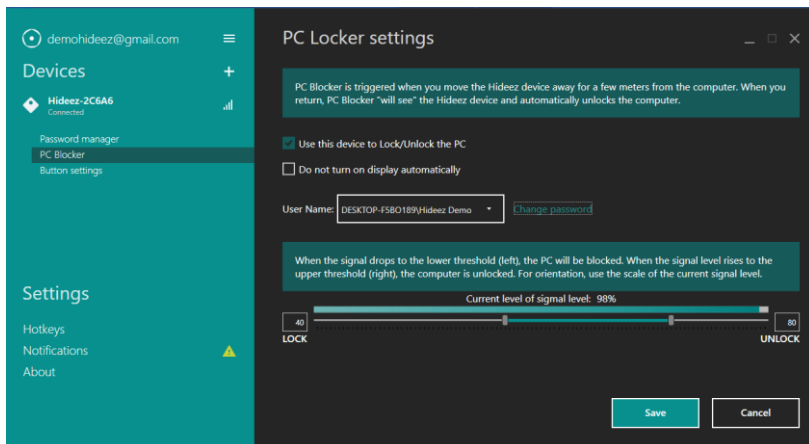 demohideez@gmail.com
Devices
+
Hideez-2C6A6
Connected
Password manager
PC Blocker
Button settings
Settings
Hotkeys
Notifications
About
PC Locker settings
PC Blocker is triggered when you move the Hideez device away for a few meters from the computer. When you
return, PC Blocker "will see" the Hideez device and automatically unlocks the computer.
Use this device to Lock/Unlock the PC
Do not turn on display automatically
User Name: DESKTOP-FSBO189\Hideez Demo Change password
When the signal drops to the lower threshold (left), the PC will be blocked. When the signal level rises to the
upper threshold (right), the computer is unlocked. For orientation, use the scale of the current signal level.
Current level of sigmal level: 98%
40 80
LOCK UNLOCK
Save Cancel